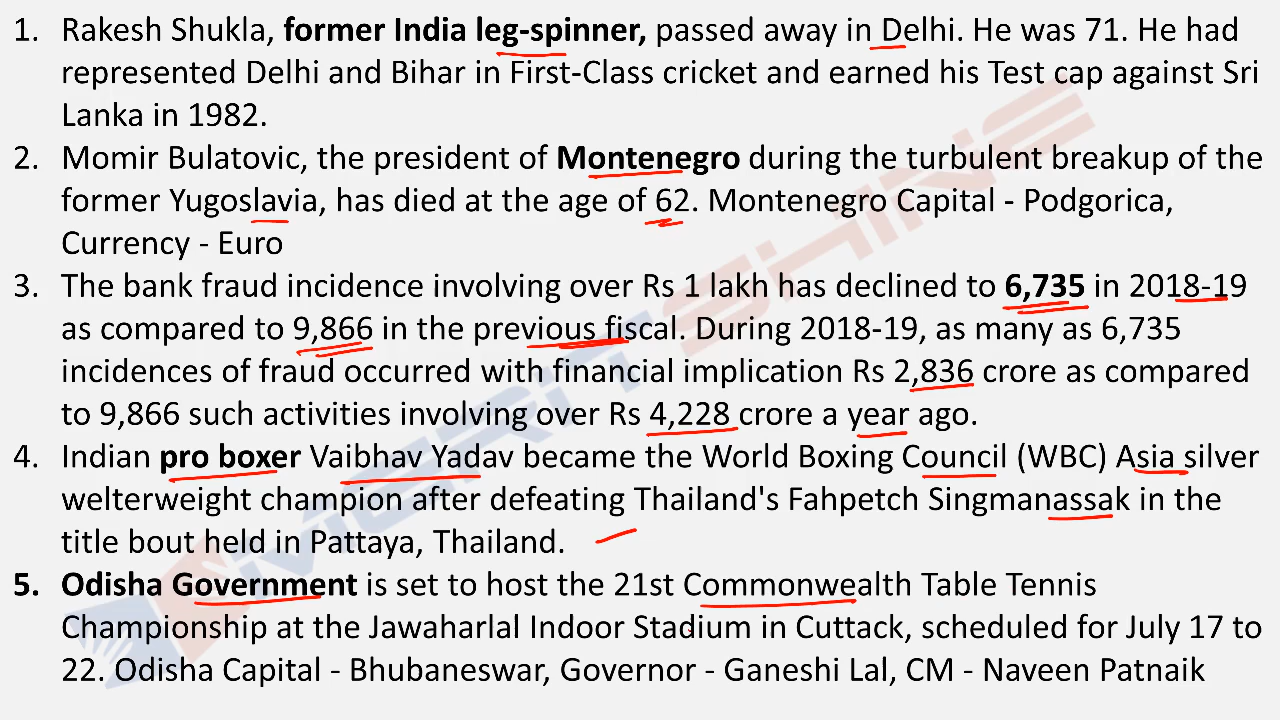 1. Rakesh Shukla, former India leg-spinner, passed away in Delhi. He was 71. He had
represented Delhi and Bihar in First-Class cricket and earned his Test cap against Sri
Lanka in 1982.
2. Momir Bulatovic, the president of Montenegro during the turbulent breakup of the
former Yugoslavia, has died at the age of 62. Montenegro Capital - Podgorica,
Currency - Euro
3. The bank fraud incidence involving over Rs 1 lakh has declined to 6,735 in 2018-19
as compared to 9,866 in the previous fiscal. During 2018-19, as many as 6,735
incidences of fraud occurred with financial implication Rs 2,836 crore as compared
to 9,866 such activities involving over Rs 4,228 crore a year ago.
4. Indian pro boxer Vaibhav Yadav became the World Boxing Council (WBC) Asia silver
welterweight champion after defeating Thailand's Fahpetch Singmanassak in the
title bout held in Pattaya, Thailand.
5. Odisha Government is set to host the 21st Commonwealth Table Tennis
Championship at the Jawaharlal Indoor Stadium in Cuttack, scheduled for July 17 to
22. Odisha Capital - Bhubaneswar, Governor - Ganeshi Lal, CM - Naveen Patnaik